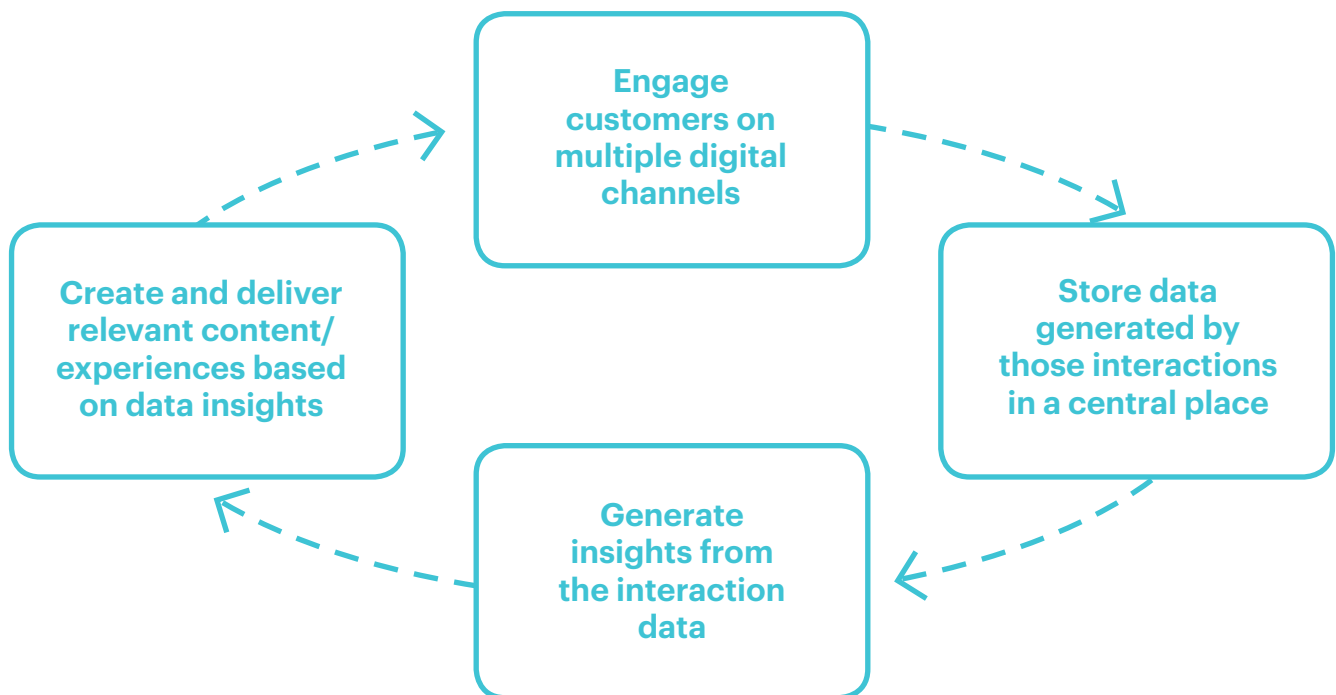 Engage
customers on
multiple digital
channels
Store data
generated by
those interactions
in a central place
Generate
insights from
the interaction
data
Create and deliver
relevant content/
experiences based
on data insights